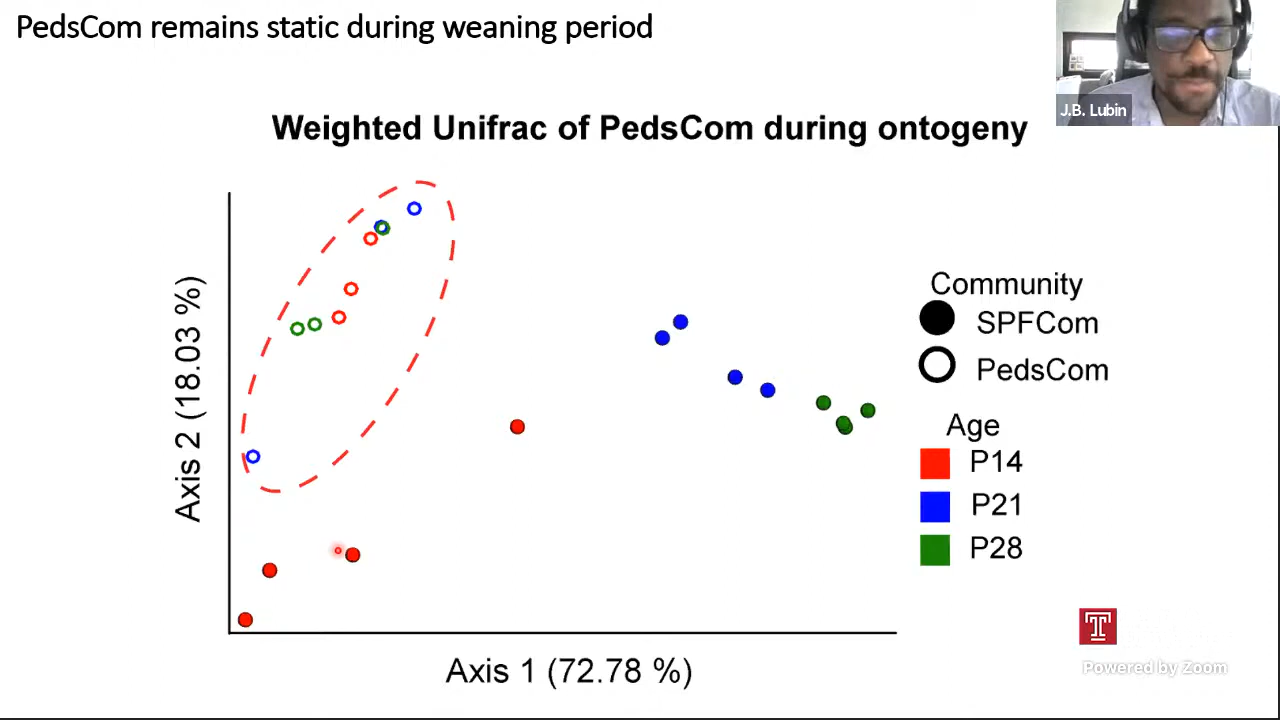 PedsCom remains static during weaning period
J.B. Lubin
Weighted Unifrac of PedsCom during ontogeny
Axis 2 (18.03 %)
Community
SPFCom
PedsCom
Age
P14
P21
P28
Axis 1 (72.78 %)
T
Powered by Zoom